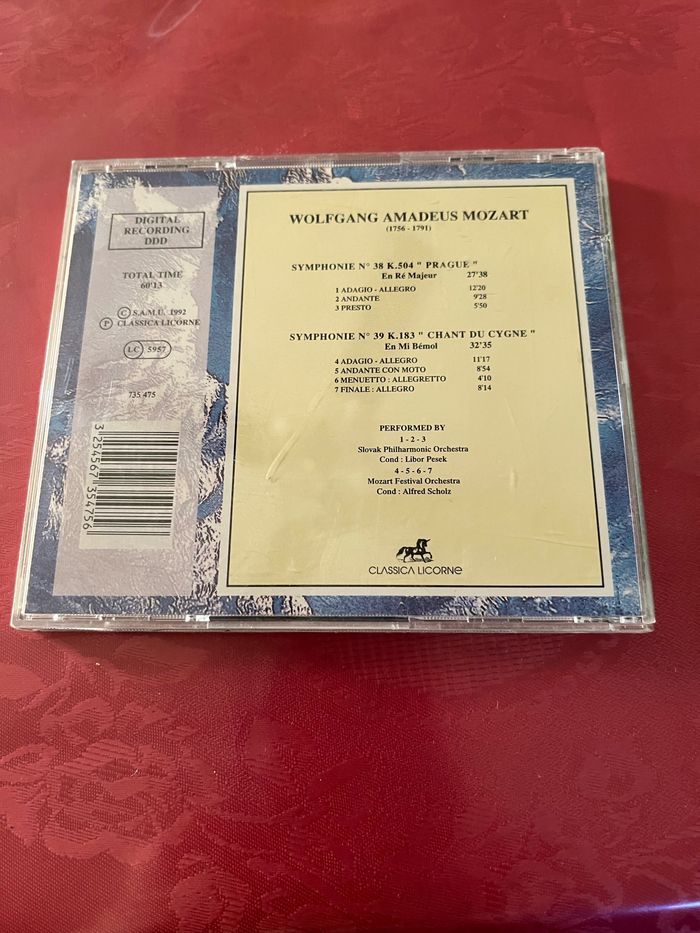 DIGITAL
RECORDING
DDD
TOTAL TIME
60'13
© S.A.M.U. 1992
℗ CLASSICA LICORNE
LC 5957
735 475
3 254567 354756
WOLFGANG AMADEUS MOZART
(1756 - 1791)
SYMPHONIE N° 38 K.504 " PRAGUE "
En Ré Majeur 27'38
1 ADAGIO - ALLEGRO 12'20
2 ANDANTE 9'28
3 PRESTO 5'50
SYMPHONIE N° 39 K.183 " CHANT DU CYGNE "
En Mi Bémol 32'35
4 ADAGIO - ALLEGRO 11'17
5 ANDANTE CON MOTO 8'54
6 MENUETTO : ALLEGRETTO 4'10
7 FINALE : ALLEGRO 8'14
PERFORMED BY
1 - 2 - 3
Slovak Philharmonic Orchestra
Cond : Libor Pesek
4 - 5 - 6 - 7
Mozart Festival Orchestra
Cond : Alfred Scholz
CLASSICA LICORNE